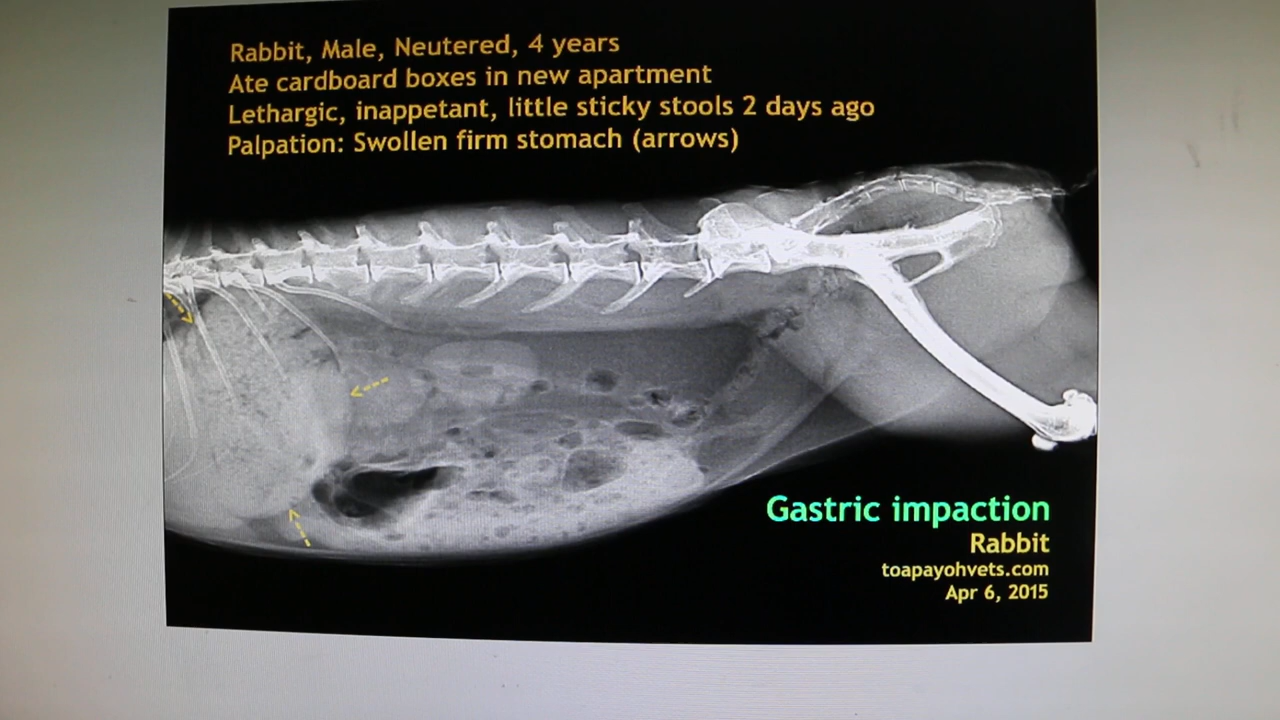 Rabbit, Male, Neutered, 4 years
Ate cardboard boxes in new apartment
Lethargic, inappetant, little sticky stools 2 days ago
Palpation: Swollen firm stomach (arrows)
Gastric impaction
Rabbit
toapayohvets.com
Apr 6, 2015